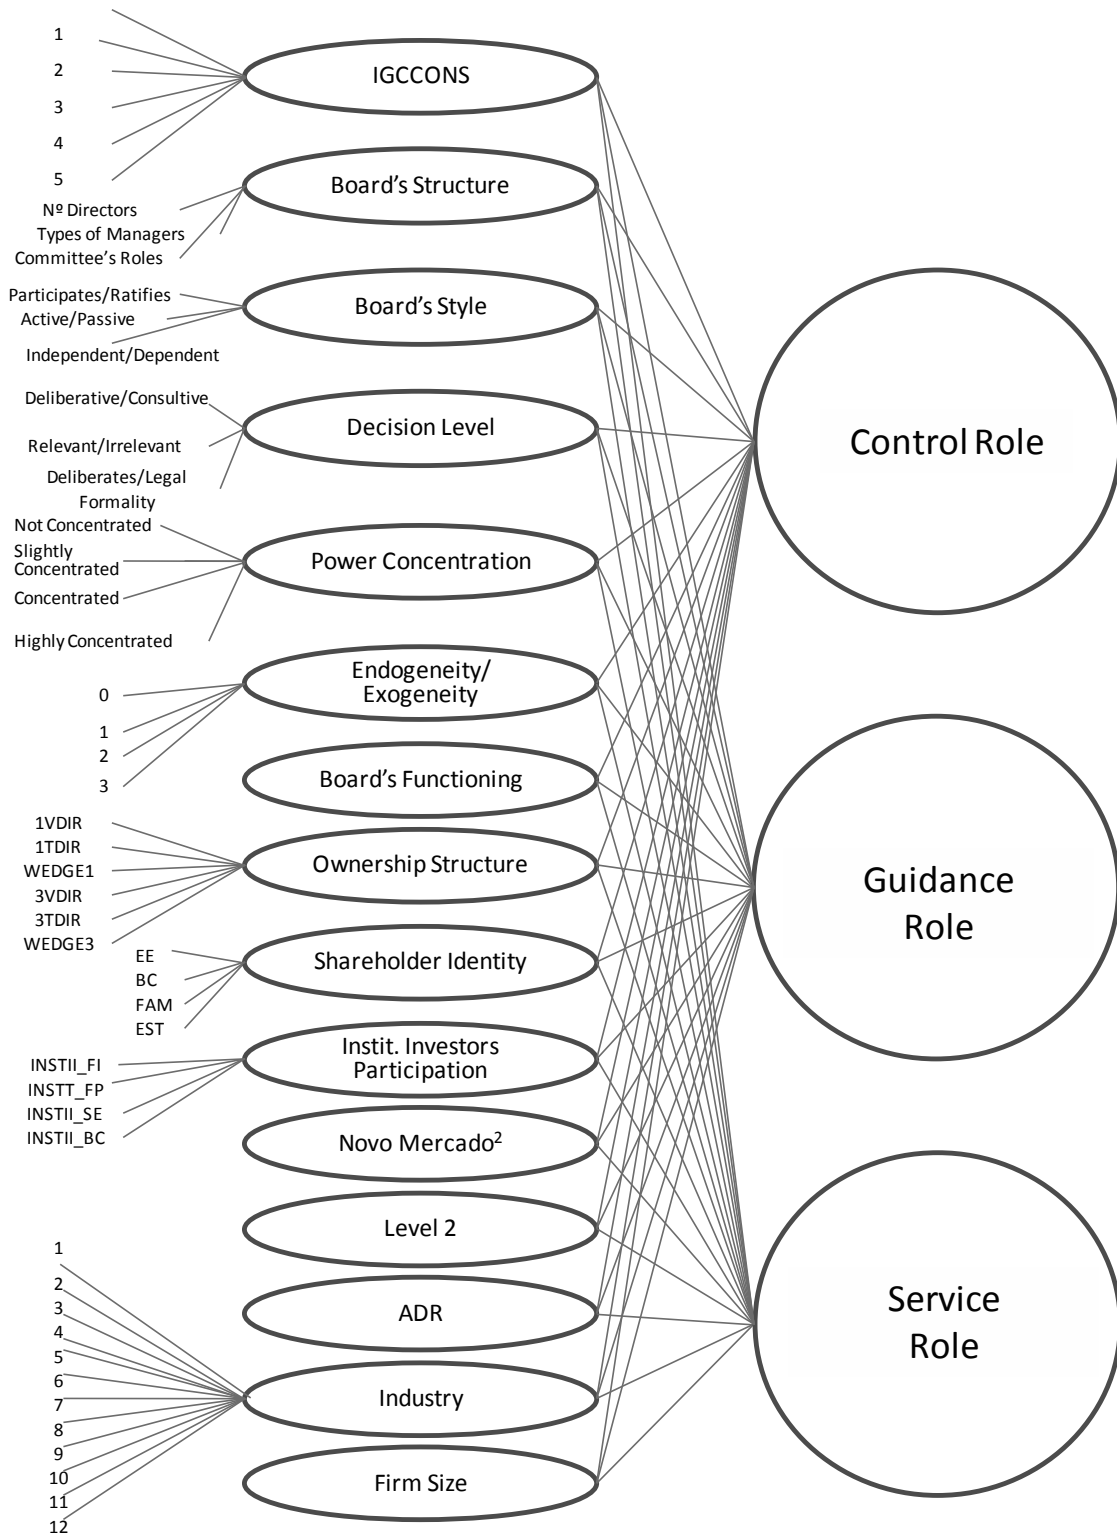 1
2
3
4
5
IGCCONS
Board's Structure
Nº Directors
Types of Managers
Committee's Roles
Participates/Ratifies
Active/Passive
Independent/Dependent
Board's Style
Deliberative/Consultive
Relevant/Irrelevant
Deliberates/Legal
Formality
Decision Level
Not Concentrated
Slightly
Concentrated
Concentrated
Highly Concentrated
Power Concentration
0
1
2
3
Endogeneity/
Exogeneity
Board's Functioning
1VDIR
1TDIR
WEDGE1
3VDIR
3TDIR
WEDGE3
Ownership Structure
EE
BC
FAM
EST
Shareholder Identity
INSTII_FI
INSTT_FP
INSTII_SE
INSTII_BC
Instit. Investors
Participation
Novo Mercado²
Level 2
ADR
1
2
3
4
5
6
7
8
9
10
11
12
Industry
Firm Size
Control Role
Guidance
Role
Service
Role